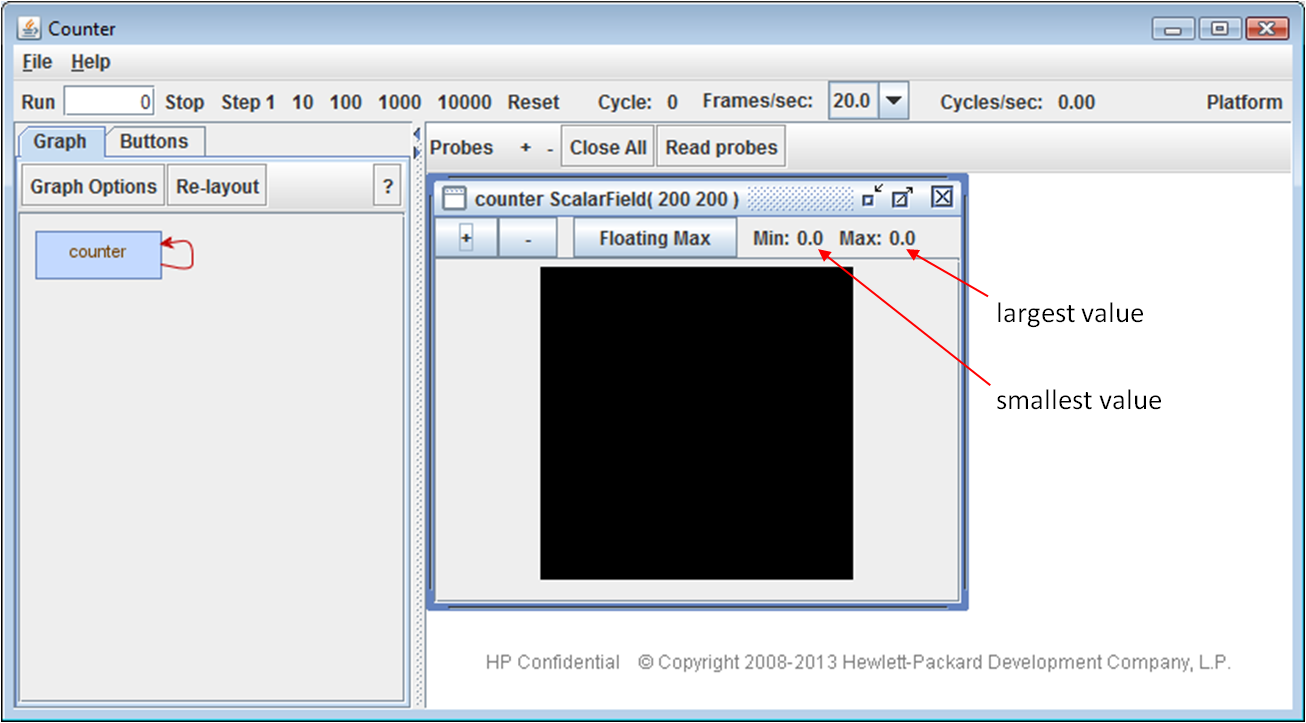 Counter
File Help
Run 0 Stop Step 1 10 100 1000 10000 Reset Cycle: 0 Frames/sec: 20.0 Cycles/sec: 0.00 Platform
Graph Buttons
Probes + - Close All Read probes
Graph Options Re-layout ?
counter ScalarField( 200 200 )
+ - Floating Max Min: 0.0 Max: 0.0
counter
largest value
smallest value
HP Confidential © Copyright 2008-2013 Hewlett-Packard Development Company, L.P.